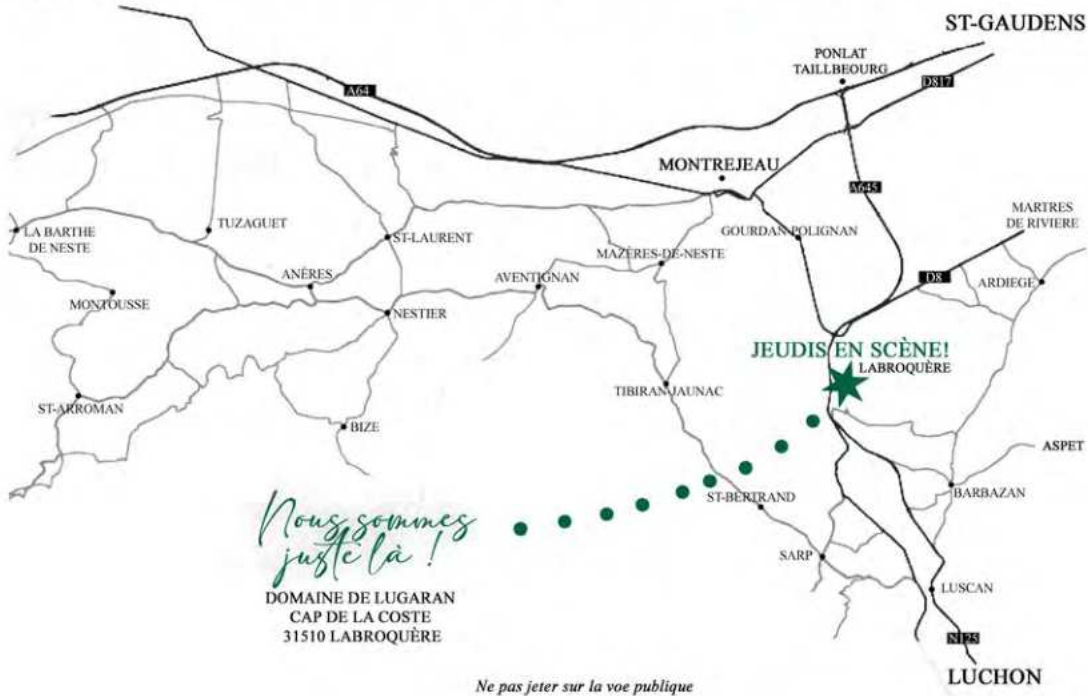 ST-GAUDENS
PONLAT
TAILLBEOURG
A64
D817
MONTREJEAU
A645
MARTRES
DE RIVIERE
LA BARTHE
DE NESTE
TUZAGUET
ST-LAURENT
GOURDAN-POLIGNAN
MAZÈRES-DE-NESTE
ANÈRES
AVENTIGNAN
D8
ARDIEGE
MONTOUSSE
NESTIER
JEUDIS EN SCÈNE!
LABROQUÈRE
TIBIRAN-JAUNAC
ST-ARROMAN
BIZE
ASPET
BARBAZAN
ST-BERTRAND
Nous sommes
juste là !
SARP
LUSCAN
DOMAINE DE LUGARAN
CAP DE LA COSTE
31510 LABROQUÈRE
N125
LUCHON
Ne pas jeter sur la voe publique